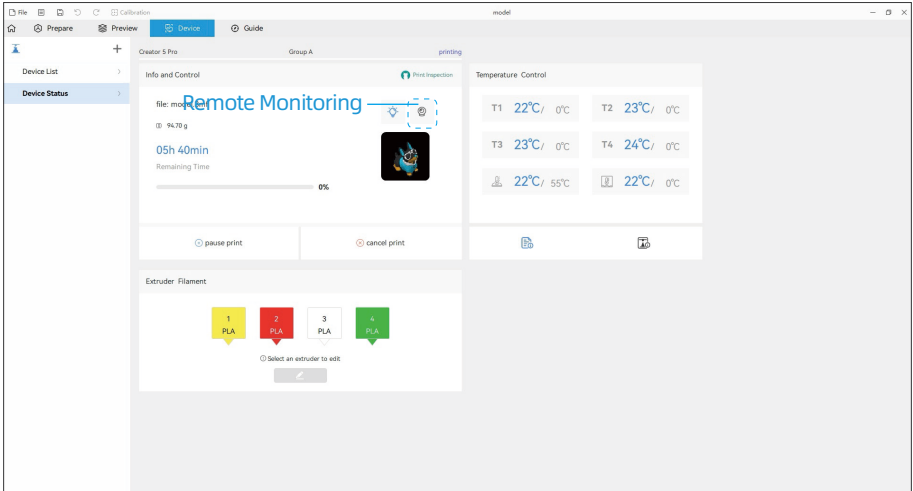 File
Calibration
model
Prepare
Preview
Device
Guide
Device List
Device Status
Creator 5 Pro
Group A
printing
Info and Control
Print Inspection
Remote Monitoring
94.70 g
05h 40min
Remaining Time
0%
pause print
cancel print
Temperature Control
T1 22°C/ 0°C
T2 23°C/ 0°C
T3 23°C/ 0°C
T4 24°C/ 0°C
22°C/ 55°C
22°C/ 0°C
Extruder Filament
1
PLA
2
PLA
3
PLA
4
PLA
Select an extruder to edit